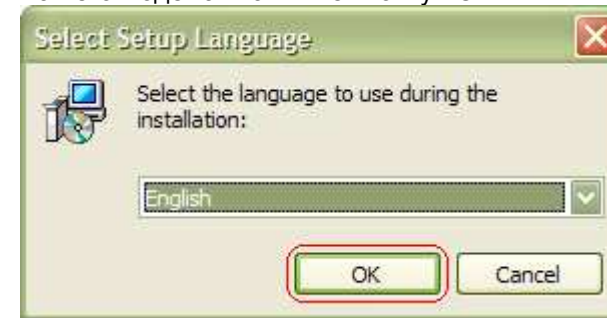 Select Setup Language
Select the language to use during the
installation:
English
OK
Cancel